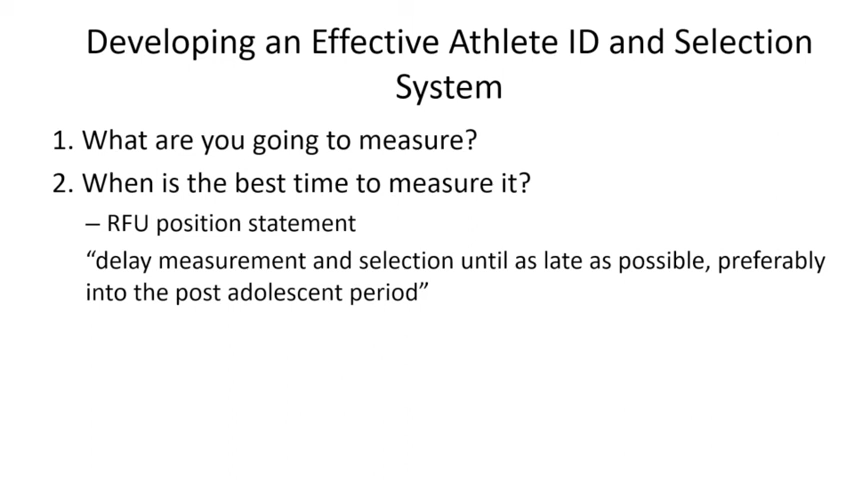 Developing an Effective Athlete ID and Selection
System
1. What are you going to measure?
2. When is the best time to measure it?
– RFU position statement
“delay measurement and selection until as late as possible, preferably
into the post adolescent period”